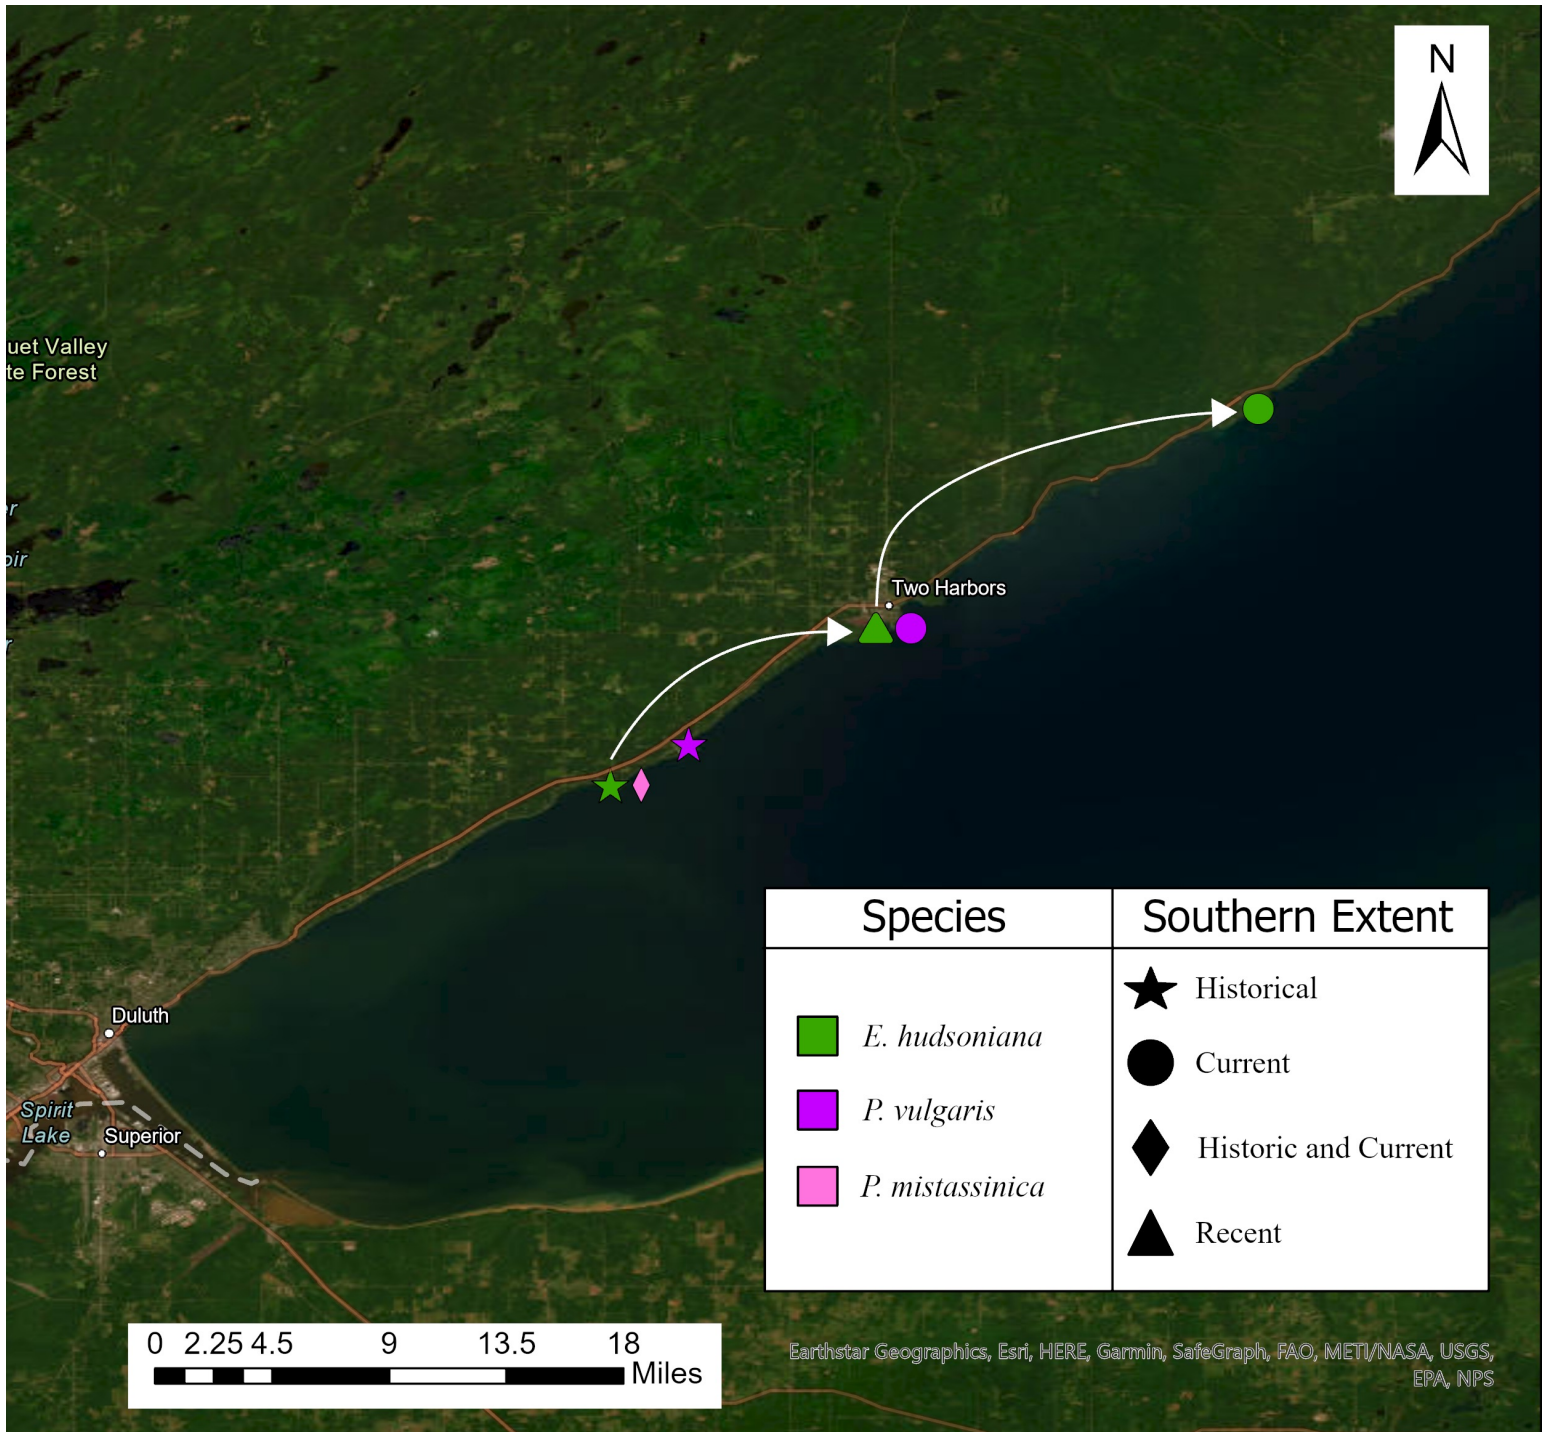 N
uet Valley
te Forest
er
oir
r
Two Harbors
Duluth
Spirit
Lake
Superior
Species
Southern Extent
E. hudsoniana
P. vulgaris
P. mistassinica
Historical
Current
Historic and Current
Recent
0 2.25 4.5 9 13.5 18
Miles
Earthstar Geographics, Esri, HERE, Garmin, SafeGraph, FAO, METI/NASA, USGS,
EPA, NPS